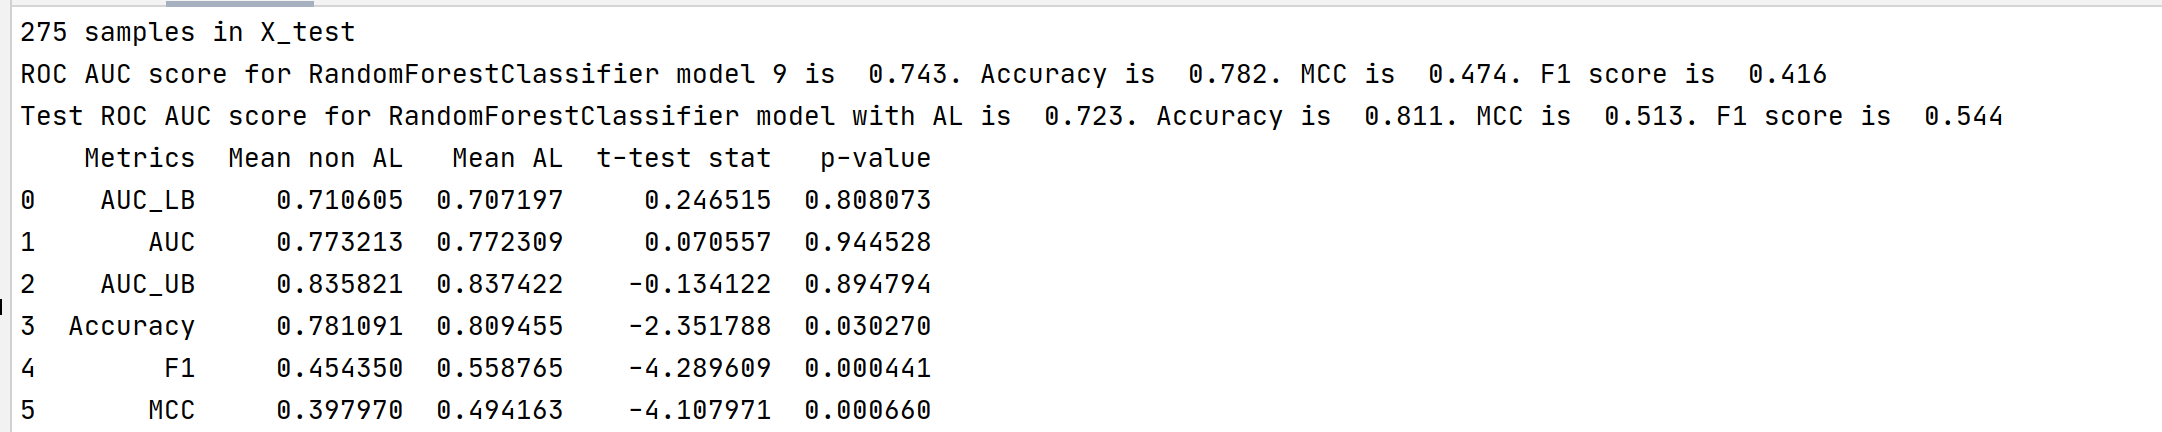 275 samples in X_test
ROC AUC score for RandomForestClassifier model 9 is  0.743. Accuracy is  0.782. MCC is  0.474. F1 score is  0.416
Test ROC AUC score for RandomForestClassifier model with AL is  0.723. Accuracy is  0.811. MCC is  0.513. F1 score is  0.544
    Metrics  Mean non AL   Mean AL  t-test stat   p-value
0    AUC_LB     0.710605  0.707197     0.246515  0.808073
1       AUC     0.773213  0.772309     0.070557  0.944528
2    AUC_UB     0.835821  0.837422    -0.134122  0.894794
3  Accuracy     0.781091  0.809455    -2.351788  0.030270
4        F1     0.454350  0.558765    -4.289609  0.000441
5       MCC     0.397970  0.494163    -4.107971  0.000660